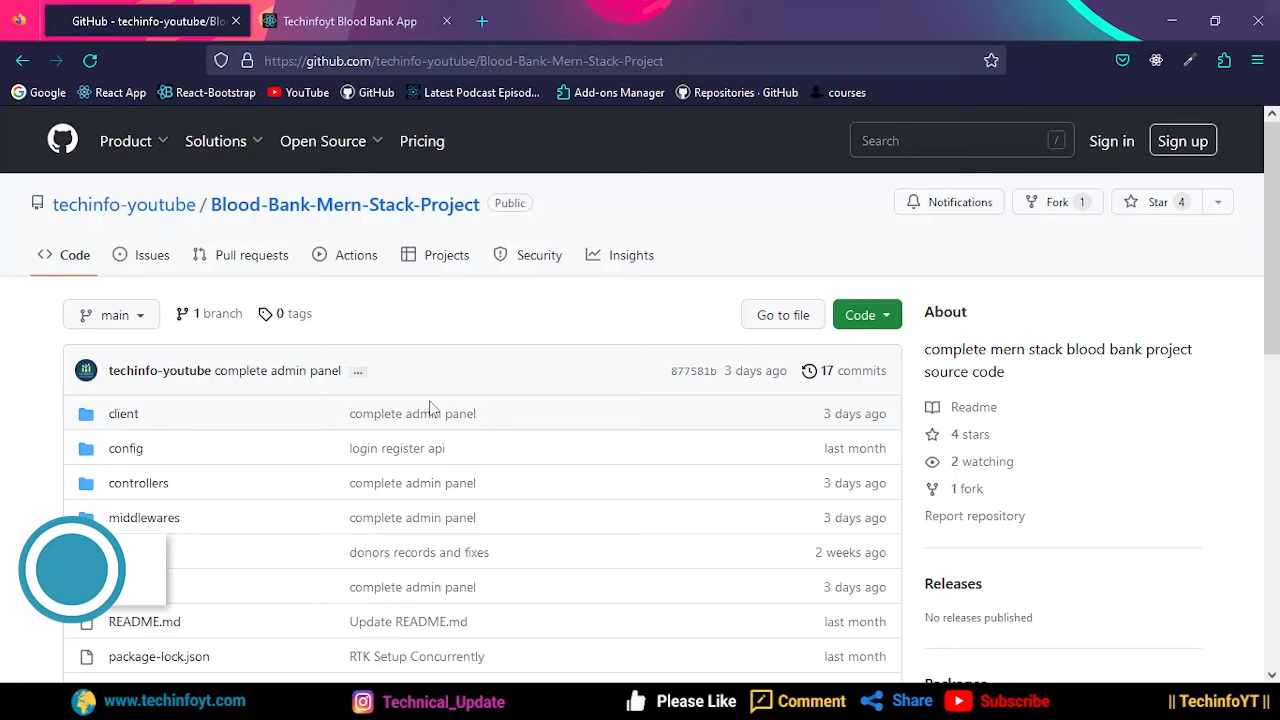 GitHub - techinfo-youtube/Blo
Techinfoyt Blood Bank App
https://github.com/techinfo-youtube/Blood-Bank-Mern-Stack-Project
Google
React App
React-Bootstrap
YouTube
GitHub
Latest Podcast Episod...
Add-ons Manager
Repositories · GitHub
courses
Product
Solutions
Open Source
Pricing
Search
/
Sign in
Sign up
techinfo-youtube / Blood-Bank-Mern-Stack-Project
Public
Notifications
Fork 1
Star 4
Code
Issues
Pull requests
Actions
Projects
Security
Insights
main
1 branch
0 tags
Go to file
Code
About
complete mern stack blood bank project
source code
techinfo-youtube complete admin panel ...
877581b 3 days ago
17 commits
client
complete admin panel
3 days ago
config
login register api
last month
controllers
complete admin panel
3 days ago
middlewares
complete admin panel
3 days ago
donors records and fixes
2 weeks ago
complete admin panel
3 days ago
README.md
Update README.md
last month
package-lock.json
RTK Setup Concurrently
last month
Readme
4 stars
2 watching
1 fork
Report repository
Releases
No releases published
www.techinfoyt.com
Technical_Update
Please Like
Comment
Share
Subscribe
|| TechinfoYT ||